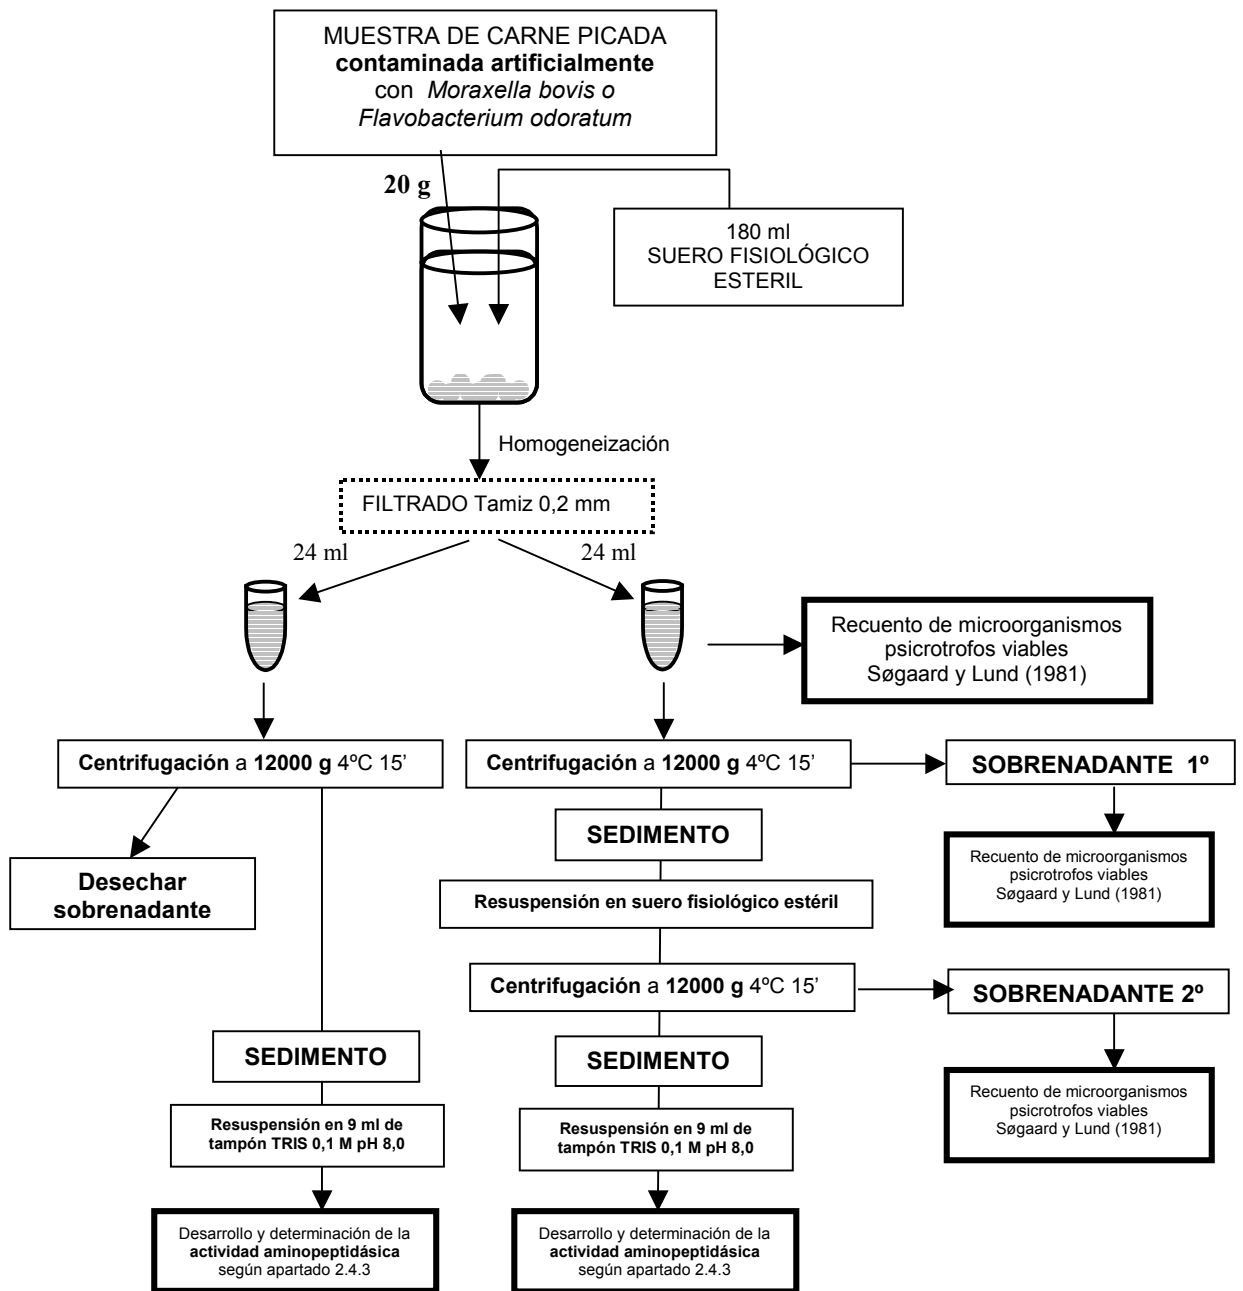 MUESTRA DE CARNE PICADA
contaminada artificialmente
con Moraxella bovis o
Flavobacterium odoratum
20 g
180 ml
SUERO FISIOLÓGICO
ESTERIL
Homogeneización
FILTRADO Tamiz 0,2 mm
24 ml
24 ml
Recuento de microorganismos
psicrotrofos viables
Søgaard y Lund (1981)
Centrifugación a 12000 g 4ºC 15’
Centrifugación a 12000 g 4ºC 15’
SOBRENADANTE 1º
Desechar
sobrenadante
SEDIMENTO
Recuento de microorganismos
psicrotrofos viables
Søgaard y Lund (1981)
Resuspensión en suero fisiológico estéril
Centrifugación a 12000 g 4ºC 15’
SOBRENADANTE 2º
SEDIMENTO
SEDIMENTO
Recuento de microorganismos
psicrotrofos viables
Søgaard y Lund (1981)
Resuspensión en 9 ml de
tampón TRIS 0,1 M pH 8,0
Resuspensión en 9 ml de
tampón TRIS 0,1 M pH 8,0
Desarrollo y determinación de la
actividad aminopeptidásica
según apartado 2.4.3
Desarrollo y determinación de la
actividad aminopeptidásica
según apartado 2.4.3